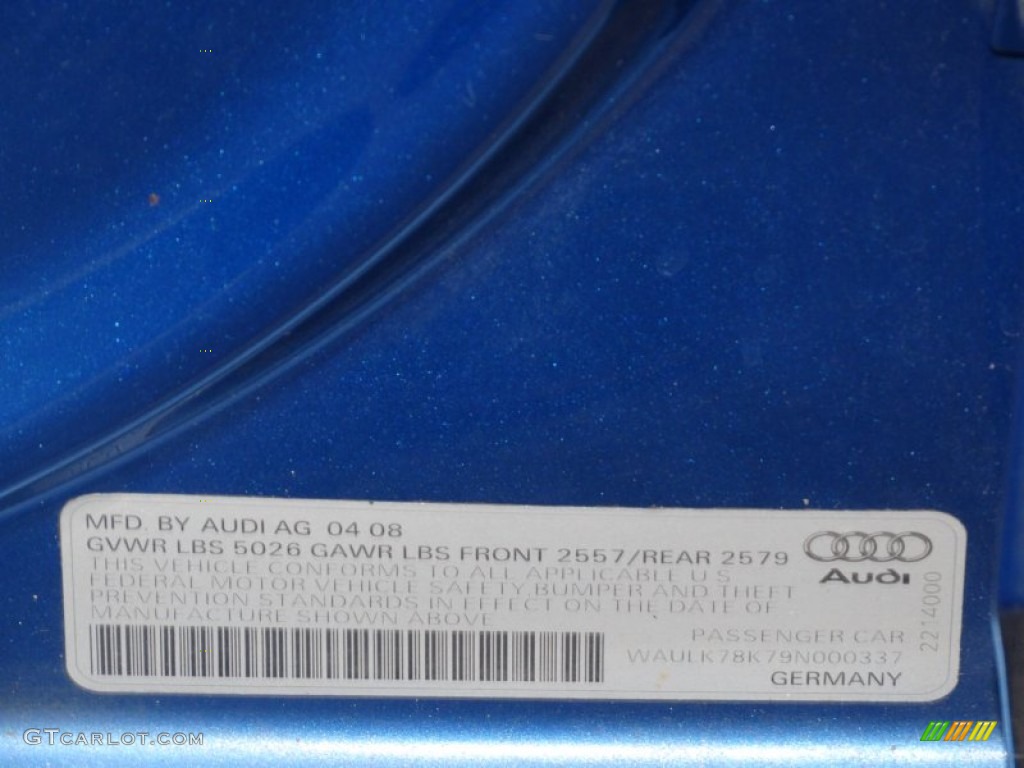 MFD. BY AUDI AG 04 08
GVWR LBS 5026 GAWR LBS FRONT 2557/REAR 2579
THIS VEHICLE CONFORMS TO ALL APPLICABLE U S
FEDERAL MOTOR VEHICLE SAFETY,BUMPER AND THEFT
PREVENTION STANDARDS IN EFFECT ON THE DATE OF
MANUFACTURE SHOWN ABOVE
Audi
2214000
PASSENGER CAR
WAULK78K79N000337
GERMANY
GTcarlot.com